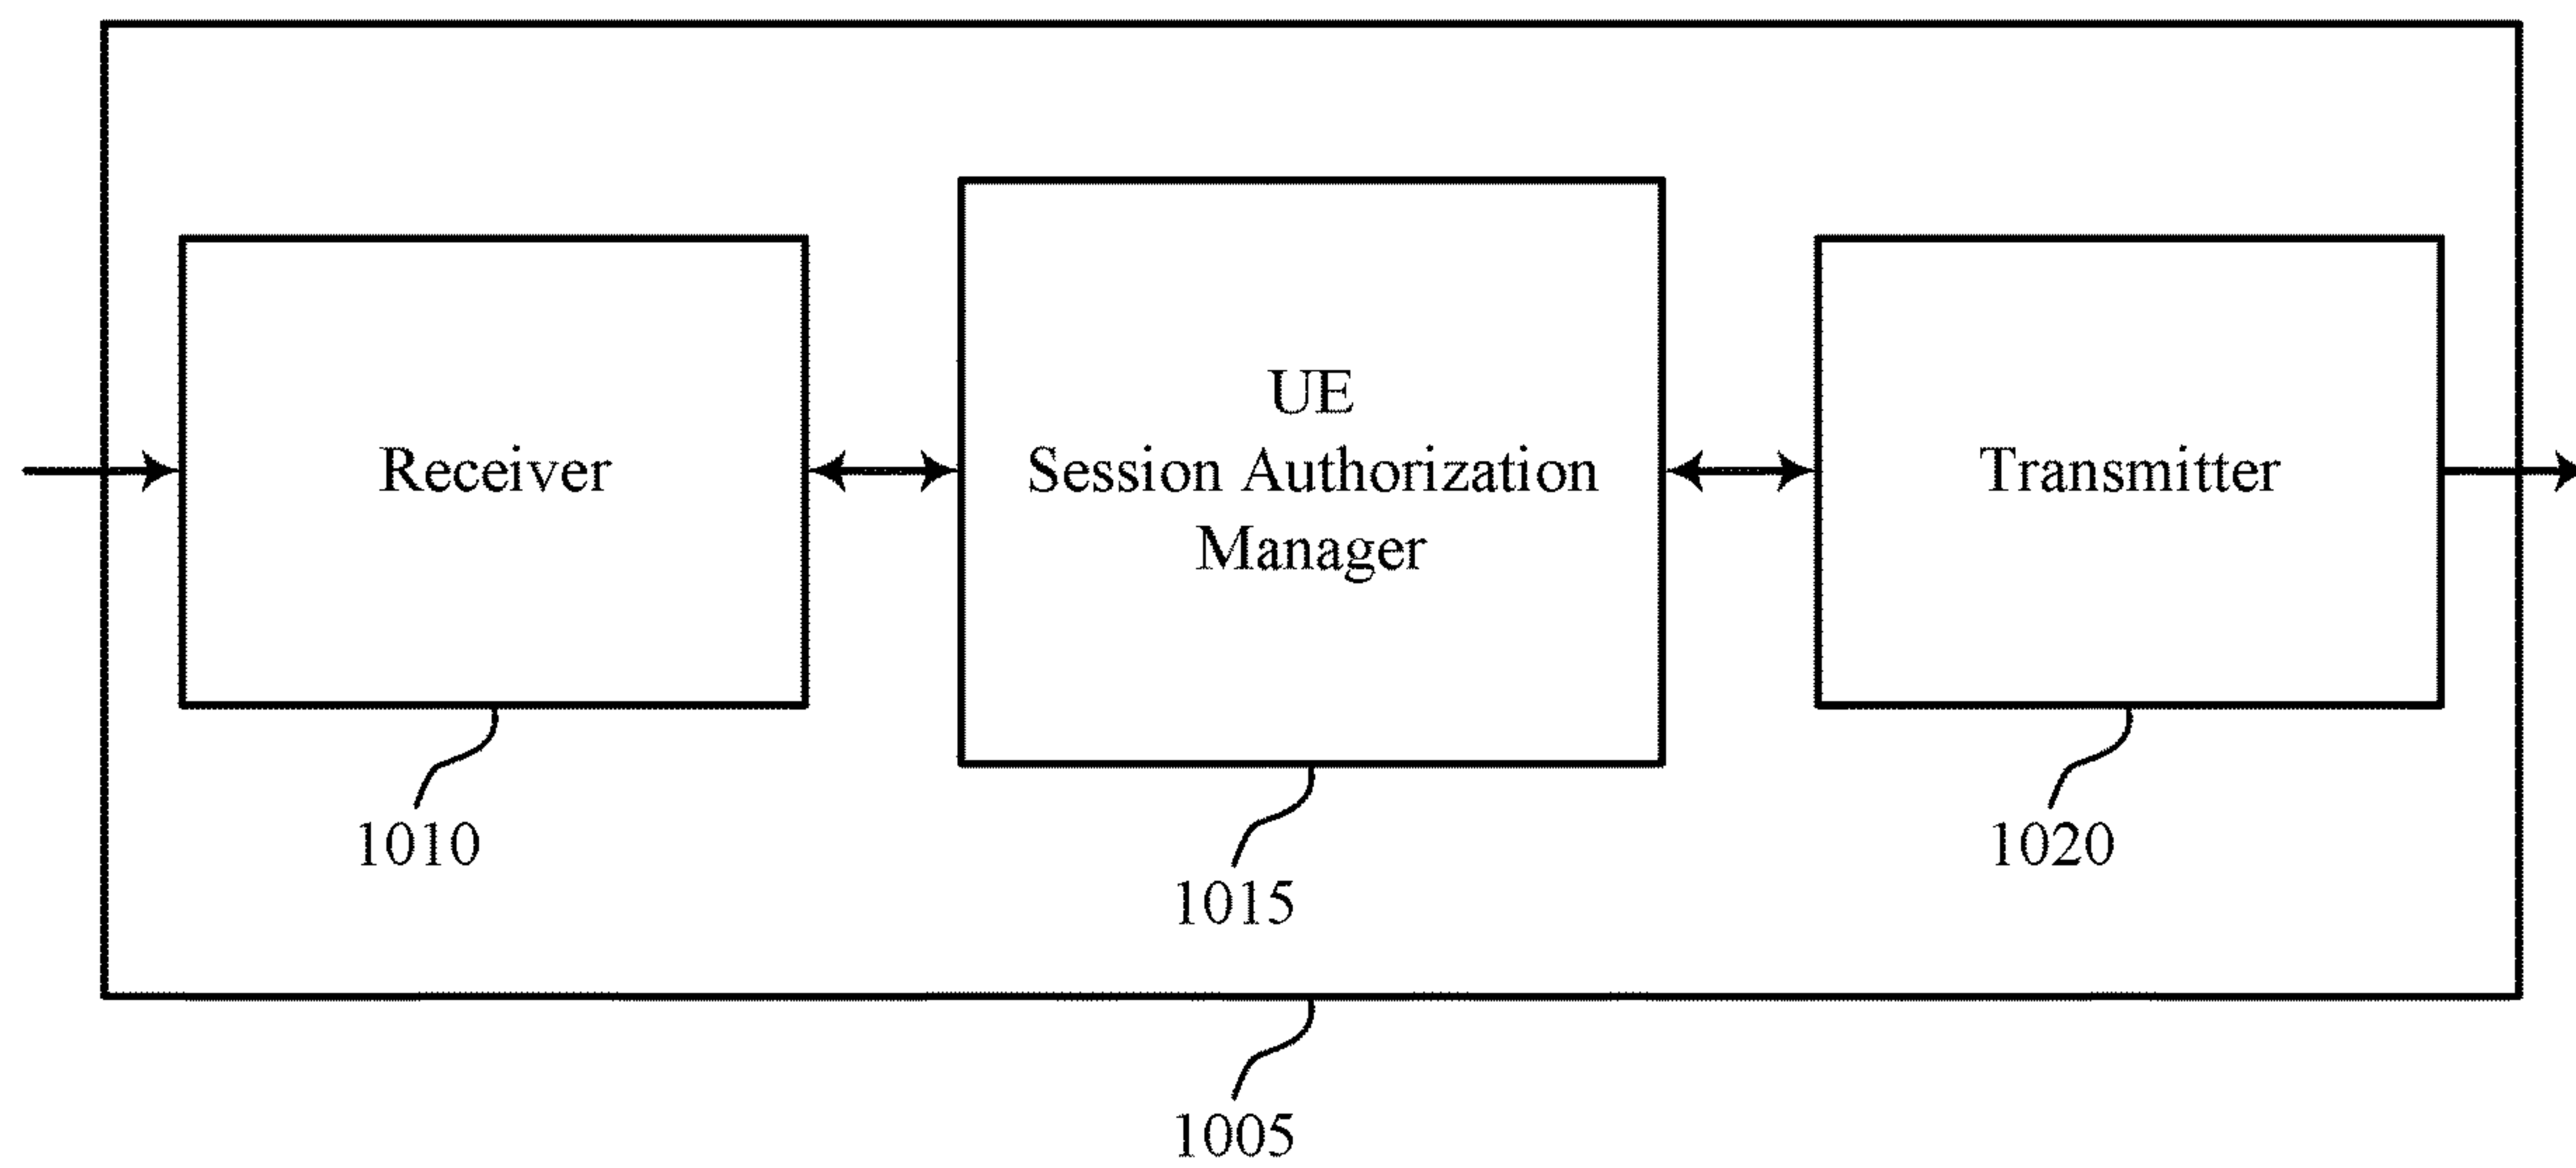 Receiver
UE
Session Authorization
Manager
Transmitter
1010
1015
1020
1005